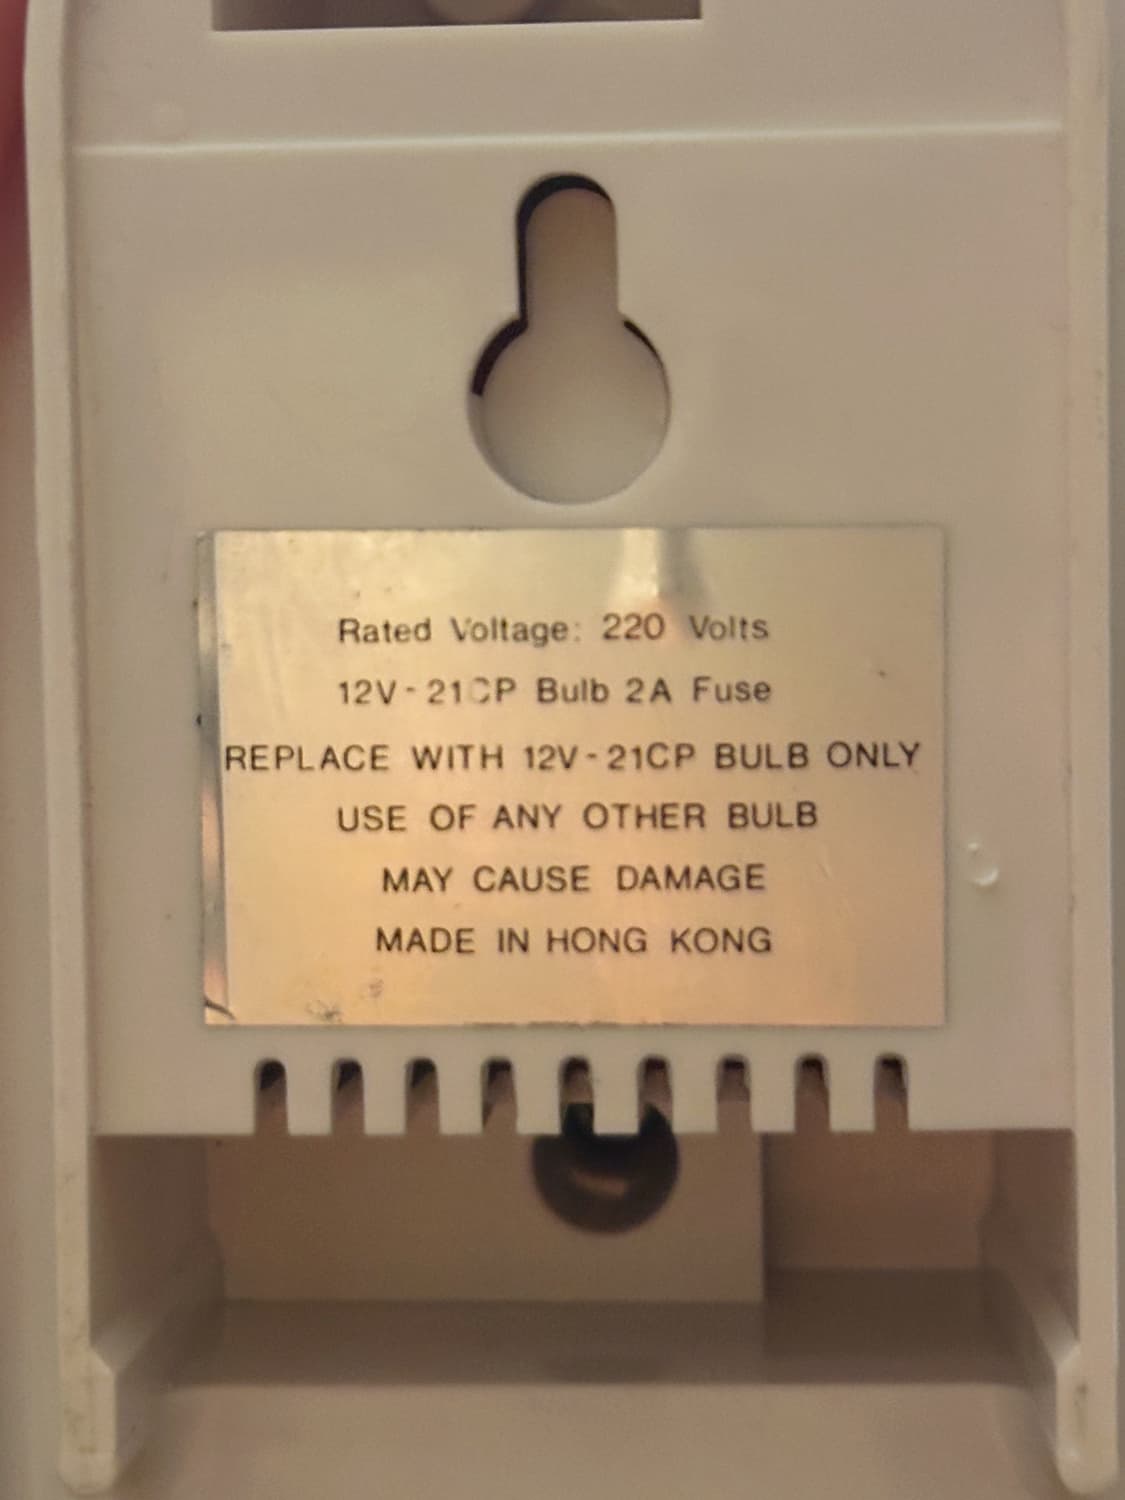 Rated Voltage: 220 Volts
12V - 21CP Bulb 2A Fuse
REPLACE WITH 12V - 21CP BULB ONLY
USE OF ANY OTHER BULB
MAY CAUSE DAMAGE
MADE IN HONG KONG